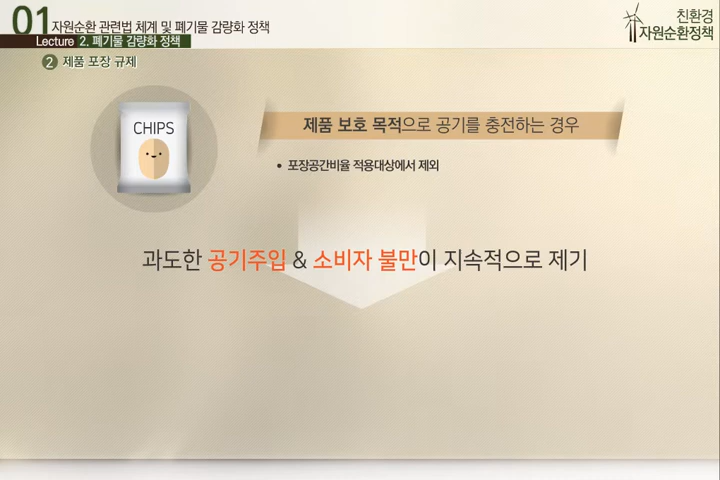 01 자원순환 관련법 체계 및 폐기물 감량화 정책
Lecture 2. 폐기물 감량화 정책
친환경
자원순환정책
2 제품 포장 규제
CHIPS
제품 보호 목적으로 공기를 충전하는 경우
• 포장공간비율 적용대상에서 제외
과도한 공기주입 & 소비자 불만이 지속적으로 제기